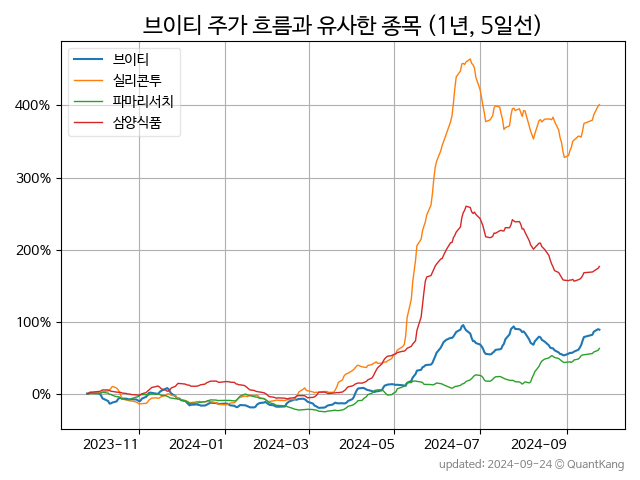 브이티 주가 흐름과 유사한 종목 (1년, 5일선)
브이티
실리콘투
파마리서치
삼양식품
400%
300%
200%
100%
0%
2023-11 2024-01 2024-03 2024-05 2024-07 2024-09
updated: 2024-09-24 © QuantKang